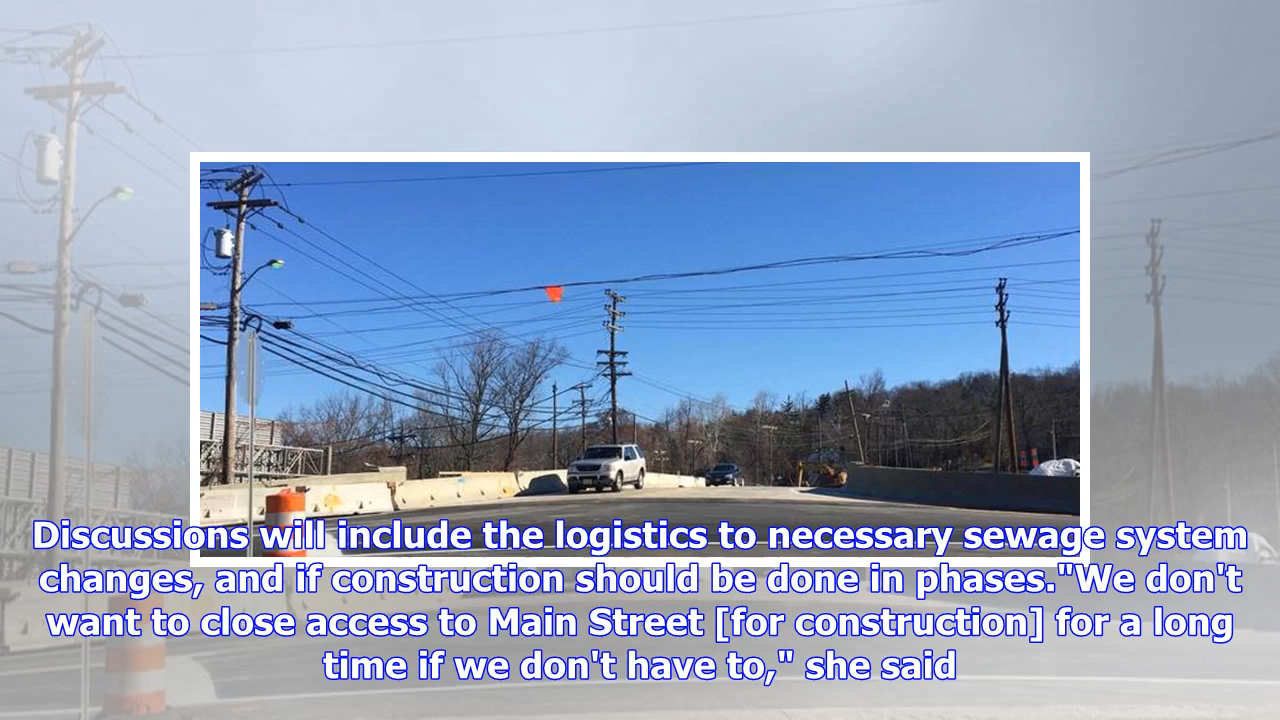 Discussions will include the logistics to necessary sewage system
changes, and if construction should be done in phases."We don't
want to close access to Main Street [for construction] for a long
time if we don't have to," she said